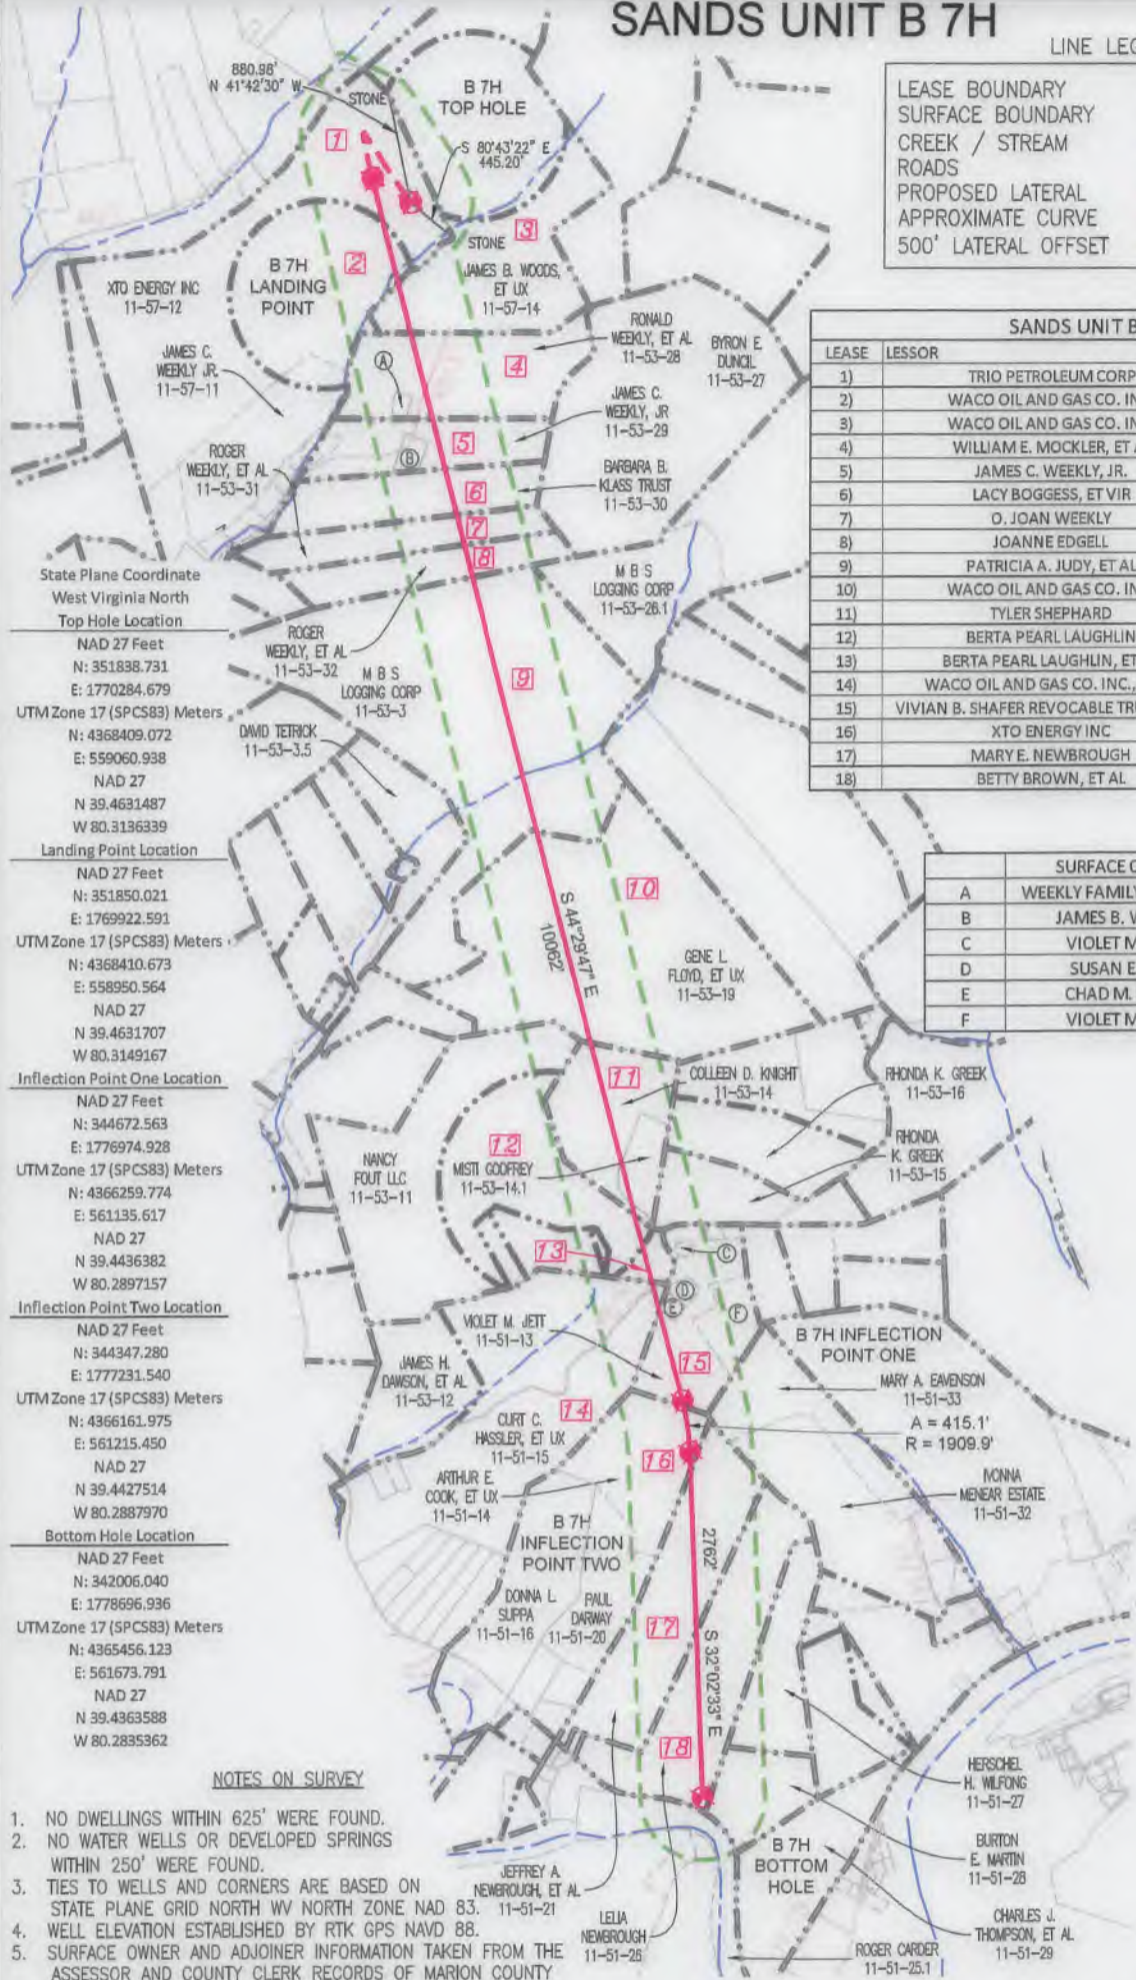 SANDS UNIT B 7H
LINE LEG
LEASE BOUNDARY
SURFACE BOUNDARY
CREEK / STREAM
ROADS
PROPOSED LATERAL
APPROXIMATE CURVE
500' LATERAL OFFSET
880.98'
N 41°42'30" W
STONE
B 7H
TOP HOLE
1
S 80°43'22" E
445.20'
3
STONE
2
B 7H
LANDING
POINT
XTO ENERGY INC
11-57-12
JAMES B. WOODS,
ET UX
11-57-14
JAMES C.
WEEKLY JR.
11-57-11
A
4
RONALD
WEEKLY, ET AL
11-53-28
BYRON E.
DUNCIL
11-53-27
JAMES C.
WEEKLY, JR
11-53-29
5
B
ROGER
WEEKLY, ET AL
11-53-31
6
BARBARA B.
KLASS TRUST
11-53-30
7
8
M B S
LOGGING CORP
11-53-26.1
ROGER
WEEKLY, ET AL
11-53-32
M B S
LOGGING CORP
11-53-3
9
DAVID TETRICK
11-53-3.5
SANDS UNIT B
LEASE LESSOR
1) TRIO PETROLEUM CORP
2) WACO OIL AND GAS CO. IN
3) WACO OIL AND GAS CO. IN
4) WILLIAM E. MOCKLER, ET A
5) JAMES C. WEEKLY, JR.
6) LACY BOGGESS, ET VIR
7) O. JOAN WEEKLY
8) JOANNE EDGELL
9) PATRICIA A. JUDY, ET AL
10) WACO OIL AND GAS CO. IN
11) TYLER SHEPHARD
12) BERTA PEARL LAUGHLIN
13) BERTA PEARL LAUGHLIN, ET
14) WACO OIL AND GAS CO. INC.,
15) VIVIAN B. SHAFER REVOCABLE TR
16) XTO ENERGY INC
17) MARY E. NEWBROUGH
18) BETTY BROWN, ET AL
SURFACE O
A WEEKLY FAMILY
B JAMES B. W
C VIOLET M
D SUSAN E
E CHAD M.
F VIOLET M
State Plane Coordinate
West Virginia North
Top Hole Location
NAD 27 Feet
N: 351838.731
E: 1770284.679
UTM Zone 17 (SPCS83) Meters
N: 4368409.072
E: 559060.938
NAD 27
N 39.4631487
W 80.3136339
Landing Point Location
NAD 27 Feet
N: 351850.021
E: 1769922.591
UTM Zone 17 (SPCS83) Meters
N: 4368410.673
E: 558950.564
NAD 27
N 39.4631707
W 80.3149167
Inflection Point One Location
NAD 27 Feet
N: 344672.563
E: 1776974.928
UTM Zone 17 (SPCS83) Meters
N: 4366259.774
E: 561135.617
NAD 27
N 39.4436382
W 80.2897157
Inflection Point Two Location
NAD 27 Feet
N: 344347.280
E: 1777231.540
UTM Zone 17 (SPCS83) Meters
N: 4366161.975
E: 561215.450
NAD 27
N 39.4427514
W 80.2887970
Bottom Hole Location
NAD 27 Feet
N: 342006.040
E: 1778696.936
UTM Zone 17 (SPCS83) Meters
N: 4365456.123
E: 561673.791
NAD 27
N 39.4363588
W 80.2835362
10
S 44°29'47" E
10062'
GENE L.
FLOYD, ET UX
11-53-19
11
COLLEEN D. KNIGHT
11-53-14
RHONDA K. GREEK
11-53-16
12
MISTI GODFREY
11-53-14.1
NANCY
FOUT LLC
11-53-11
RHONDA
K. GREEK
11-53-15
13
C
D
E
F
VIOLET M. JETT
11-51-13
B 7H INFLECTION
POINT ONE
JAMES H.
DAWSON, ET AL
11-53-12
15
MARY A. EAVENSON
11-51-33
14
CURT C.
HASSLER, ET UX
11-51-15
A = 415.1'
R = 1909.9'
16
ARTHUR E.
COOK, ET UX
11-51-14
IVONNA
MENEAR ESTATE
11-51-32
B 7H
INFLECTION
POINT TWO
2762'
S 32°02'33" E
DONNA L.
SUPPA
11-51-16
PAUL
DARWAY
11-51-20
17
18
HERSCHEL
H. WILFONG
11-51-27
BURTON
E. MARTIN
11-51-28
B 7H
BOTTOM
HOLE
JEFFREY A.
NEWBROUGH, ET AL
11-51-21
LELIA
NEWBROUGH
11-51-26
CHARLES J.
THOMPSON, ET AL
11-51-29
ROGER CARDER
11-51-25.1
NOTES ON SURVEY
1. NO DWELLINGS WITHIN 625' WERE FOUND.
2. NO WATER WELLS OR DEVELOPED SPRINGS
WITHIN 250' WERE FOUND.
3. TIES TO WELLS AND CORNERS ARE BASED ON
STATE PLANE GRID NORTH WV NORTH ZONE NAD 83.
4. WELL ELEVATION ESTABLISHED BY RTK GPS NAVD 88.
5. SURFACE OWNER AND ADJOINER INFORMATION TAKEN FROM THE
ASSESSOR AND COUNTY CLERK RECORDS OF MARION COUNTY